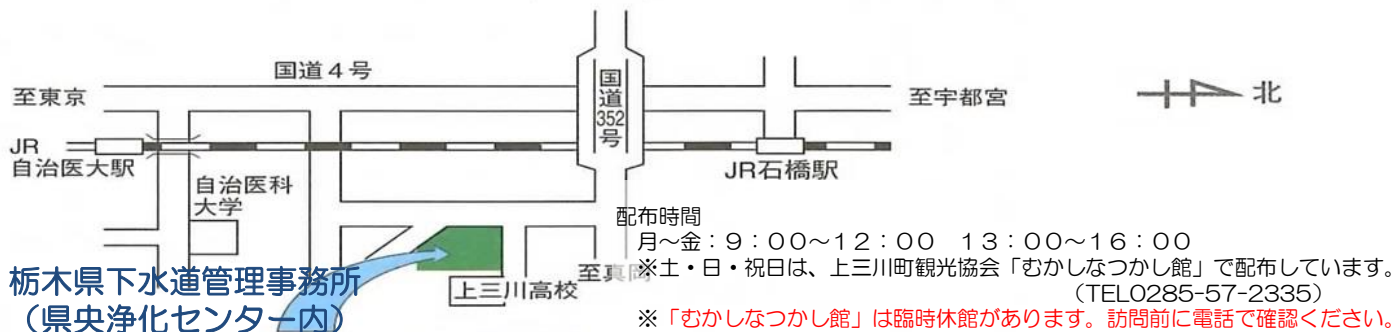 国道4号
至東京
国道352号
至宇都宮
北
JR
自治医大駅
JR石橋駅
自治医科
大学
配布時間
月~金:9:00~12:00 13:00~16:00
※土・日・祝日は、上三川町観光協会「むかしなつかし館」で配布しています。
(TEL0285-57-2335)
※「むかしなつかし館」は臨時休館があります。訪問前に電話で確認ください。
至真岡
上三川高校
栃木県下水道管理事務所
(県央浄化センター内)